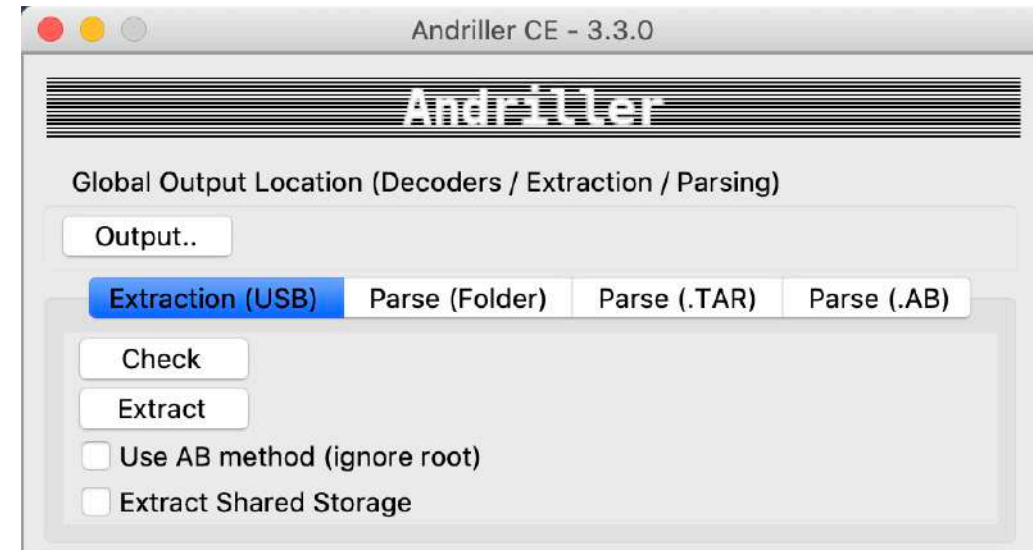 Andriller CE - 3.3.0
Andriller
Global Output Location (Decoders / Extraction / Parsing)
Output..
Extraction (USB) Parse (Folder) Parse (.TAR) Parse (.AB)
Check
Extract
Use AB method (ignore root)
Extract Shared Storage